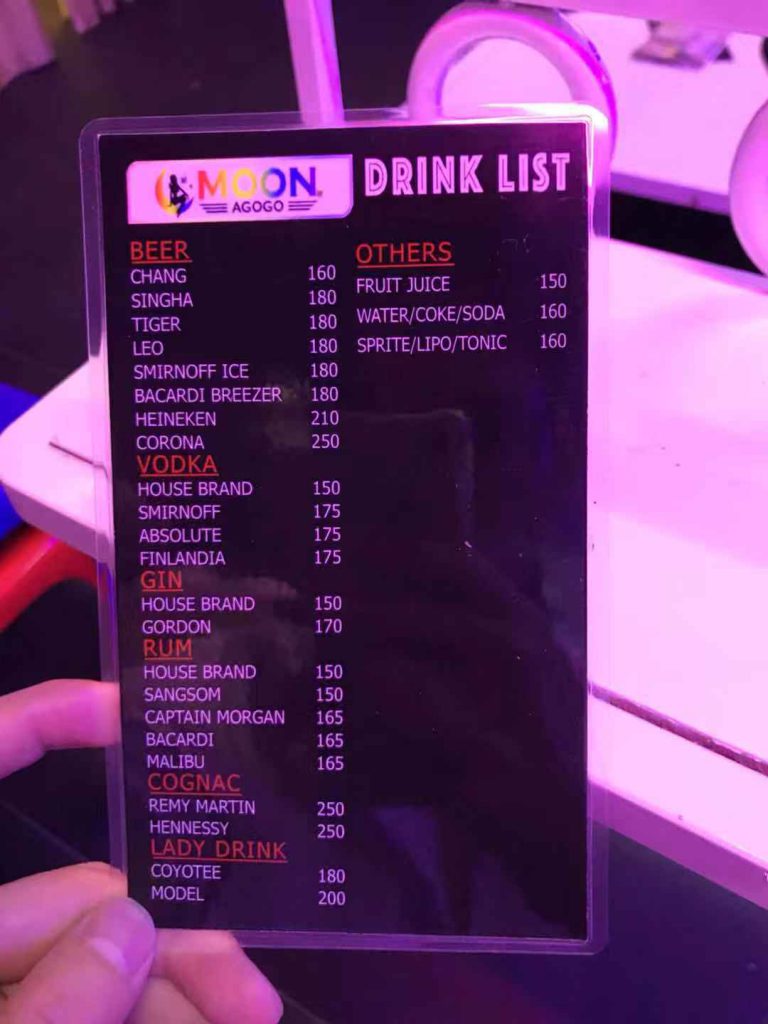 MOON
AGOGO
DRINK LIST
BEER
CHANG 160
SINGHA 180
TIGER 180
LEO 180
SMIRNOFF ICE 180
BACARDI BREEZER 180
HEINEKEN 210
CORONA 250
VODKA
HOUSE BRAND 150
SMIRNOFF 175
ABSOLUTE 175
FINLANDIA 175
GIN
HOUSE BRAND 150
GORDON 170
RUM
HOUSE BRAND 150
SANGSOM 150
CAPTAIN MORGAN 165
BACARDI 165
MALIBU 165
COGNAC
REMY MARTIN 250
HENNESSY 250
LADY DRINK
COYOTEE 180
MODEL 200
OTHERS
FRUIT JUICE 150
WATER/COKE/SODA 160
SPRITE/LIPO/TONIC 160